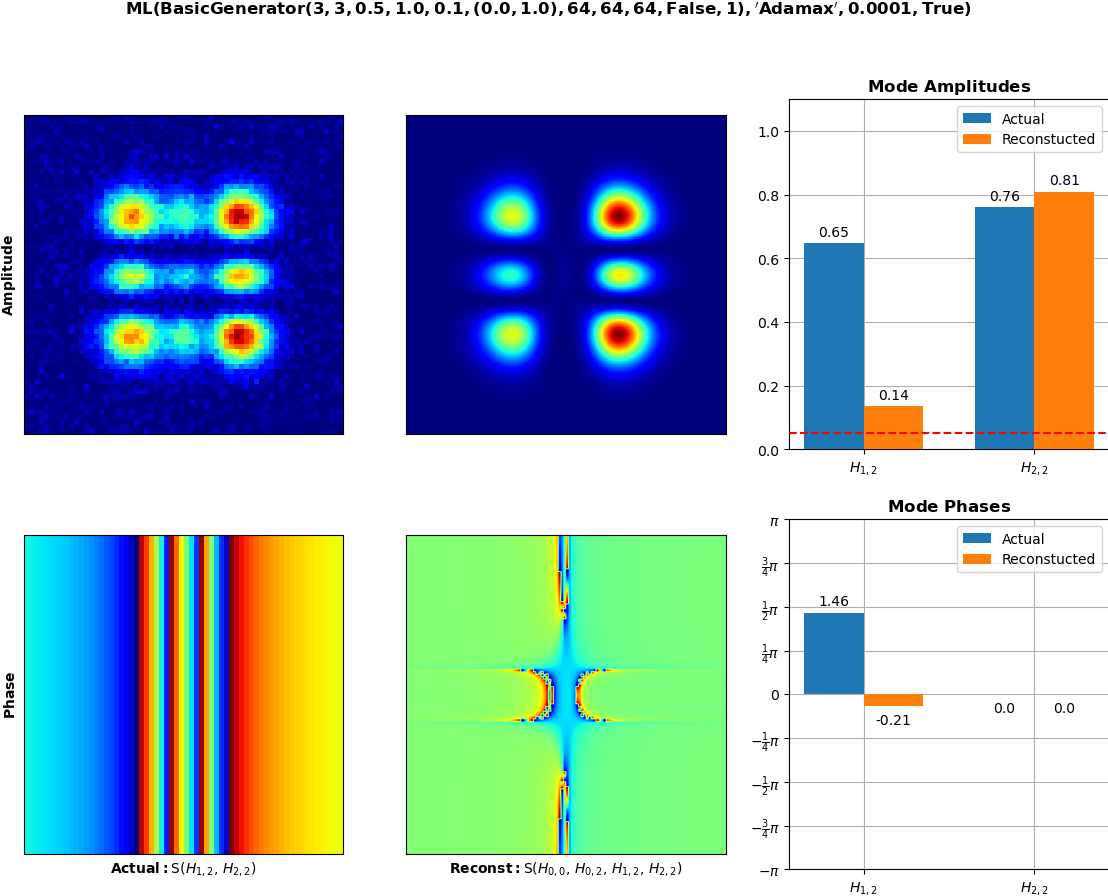 ML(BasicGenerator(3, 3, 0.5, 1.0, 0.1, (0.0, 1.0), 64, 64, 64, False, 1), 'Adamax', 0.0001, True)
Amplitude
Mode Amplitudes
Actual
Reconstucted
1.0
0.8
0.6
0.4
0.2
0.0
0.65
0.14
0.76
0.81
H1, 2
H2, 2
Phase
Actual: S(H1, 2, H2, 2)
Reconst: S(H0, 0, H0, 2, H1, 2, H2, 2)
Mode Phases
Actual
Reconstucted
π
3/4π
1/2π
1/4π
0
−1/4π
−1/2π
−3/4π
−π
1.46
-0.21
0.0
0.0
H1, 2
H2, 2